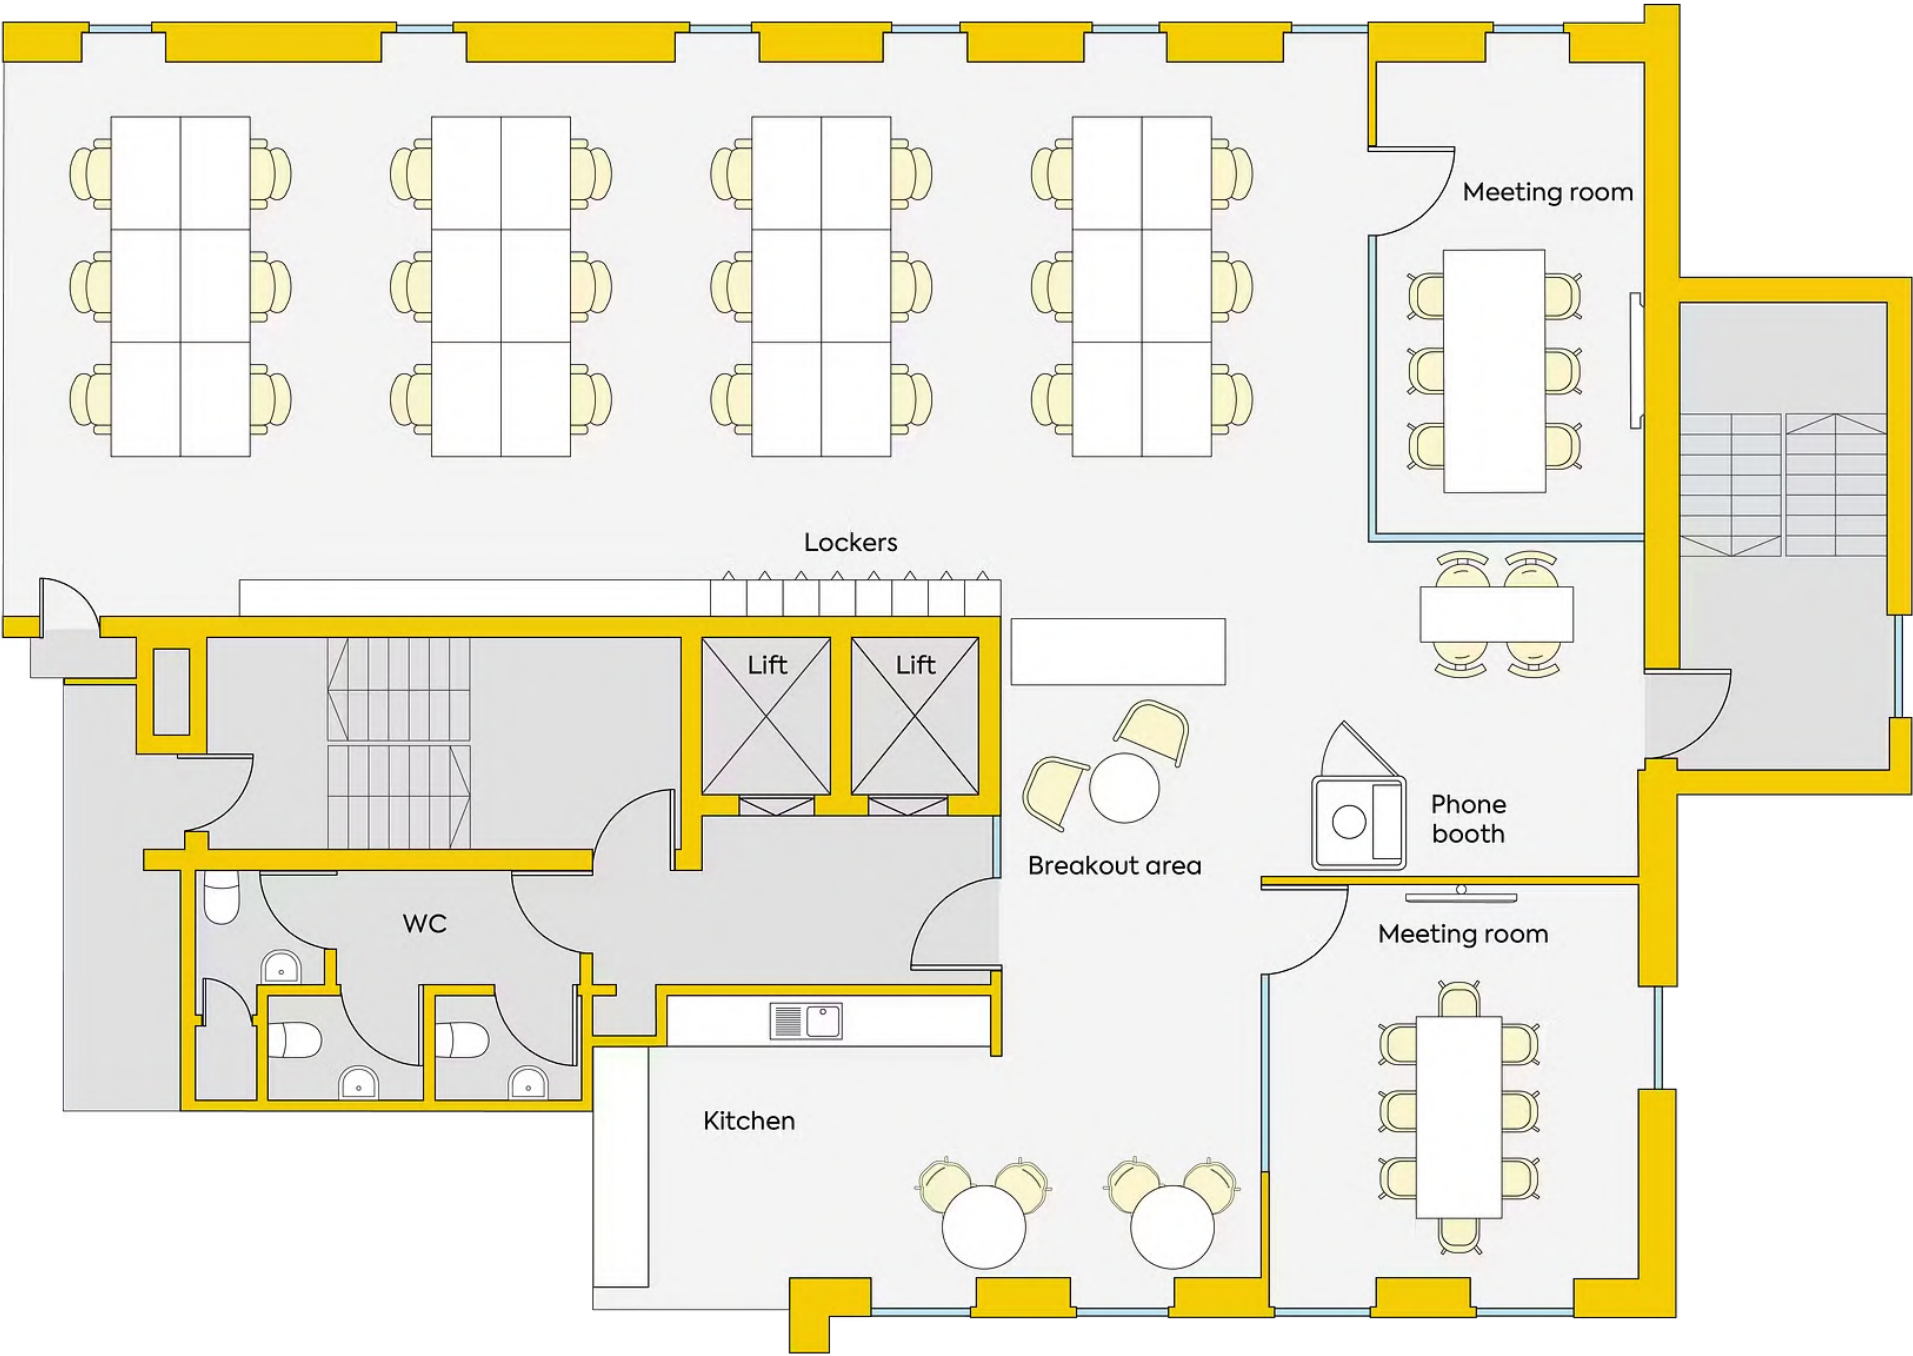 Meeting room
Lockers
Lift
Lift
Phone
booth
Breakout area
WC
Meeting room
Kitchen